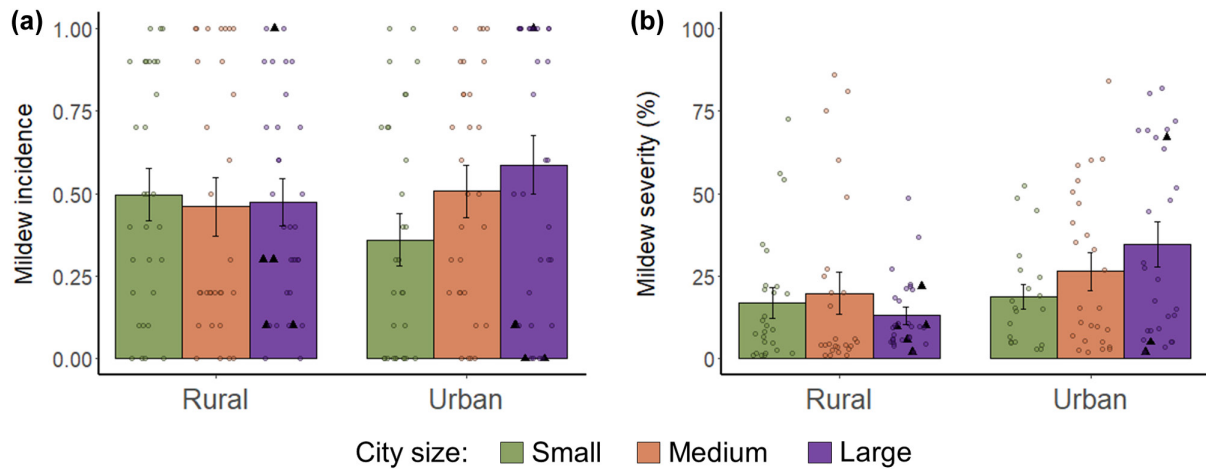 (a)
Mildew incidence
1.00
0.75
0.50
0.25
0.00
Rural
Urban
(b)
Mildew severity (%)
100
75
50
25
0
Rural
Urban
City size: Small Medium Large